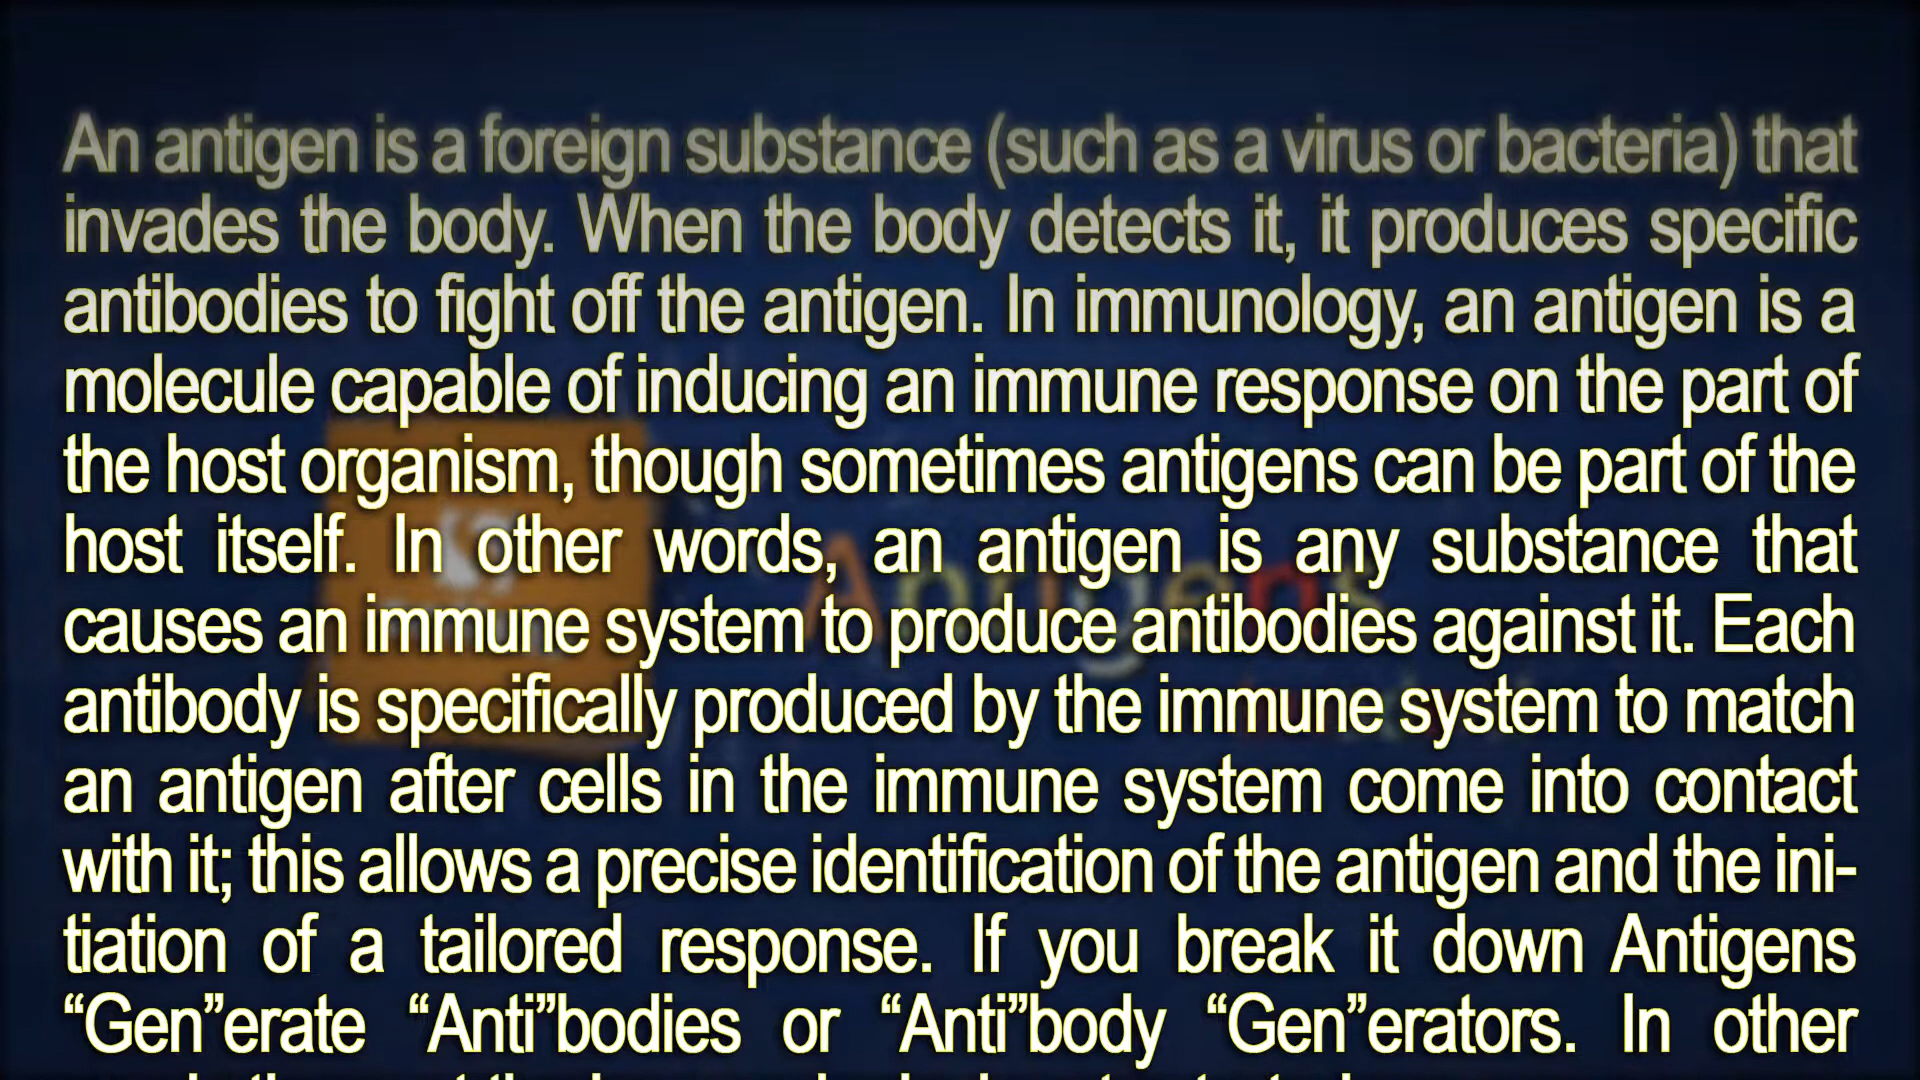 An antigen is a foreign substance (such as a virus or bacteria) that
invades the body. When the body detects it, it produces specific
antibodies to fight off the antigen. In immunology, an antigen is a
molecule capable of inducing an immune response on the part of
the host organism, though sometimes antigens can be part of the
host itself. In other words, an antigen is any substance that
causes an immune system to produce antibodies against it. Each
antibody is specifically produced by the immune system to match
an antigen after cells in the immune system come into contact
with it; this allows a precise identification of the antigen and the ini-
tiation of a tailored response. If you break it down Antigens
“Gen”erate “Anti”bodies or “Anti”body “Gen”erators. In other
Antigens